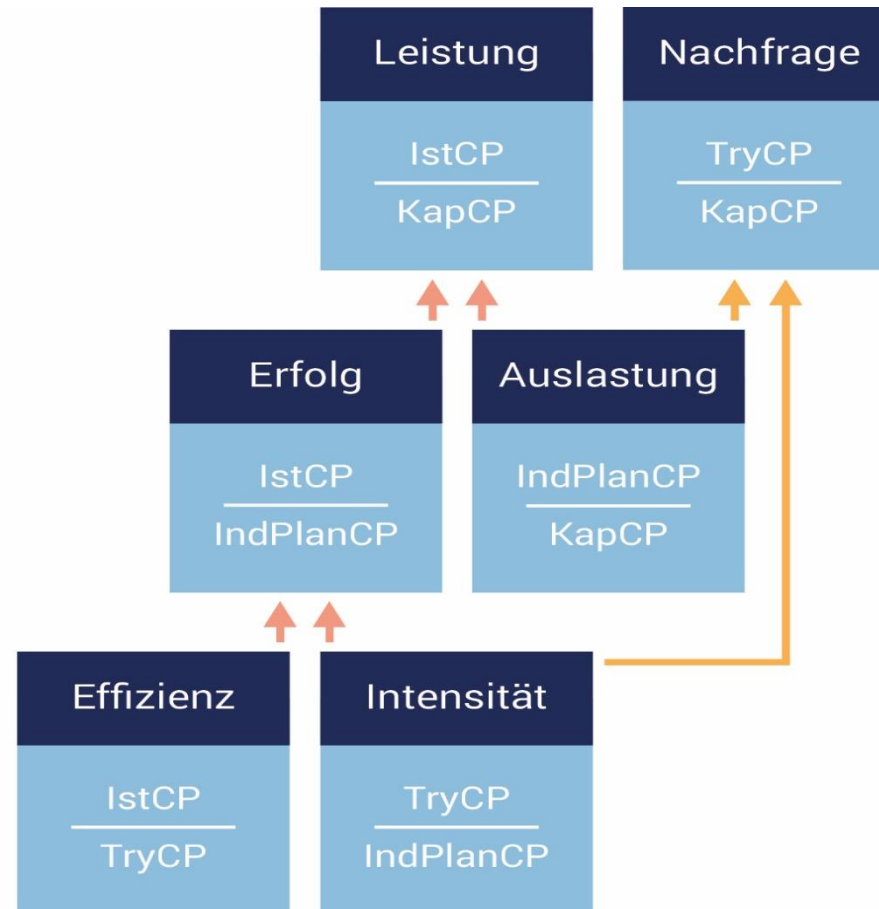 Leistung
IstCP
KapCP
Nachfrage
TryCP
KapCP
Erfolg
IstCP
IndPlanCP
Auslastung
IndPlanCP
KapCP
Effizienz
IstCP
TryCP
Intensität
TryCP
IndPlanCP